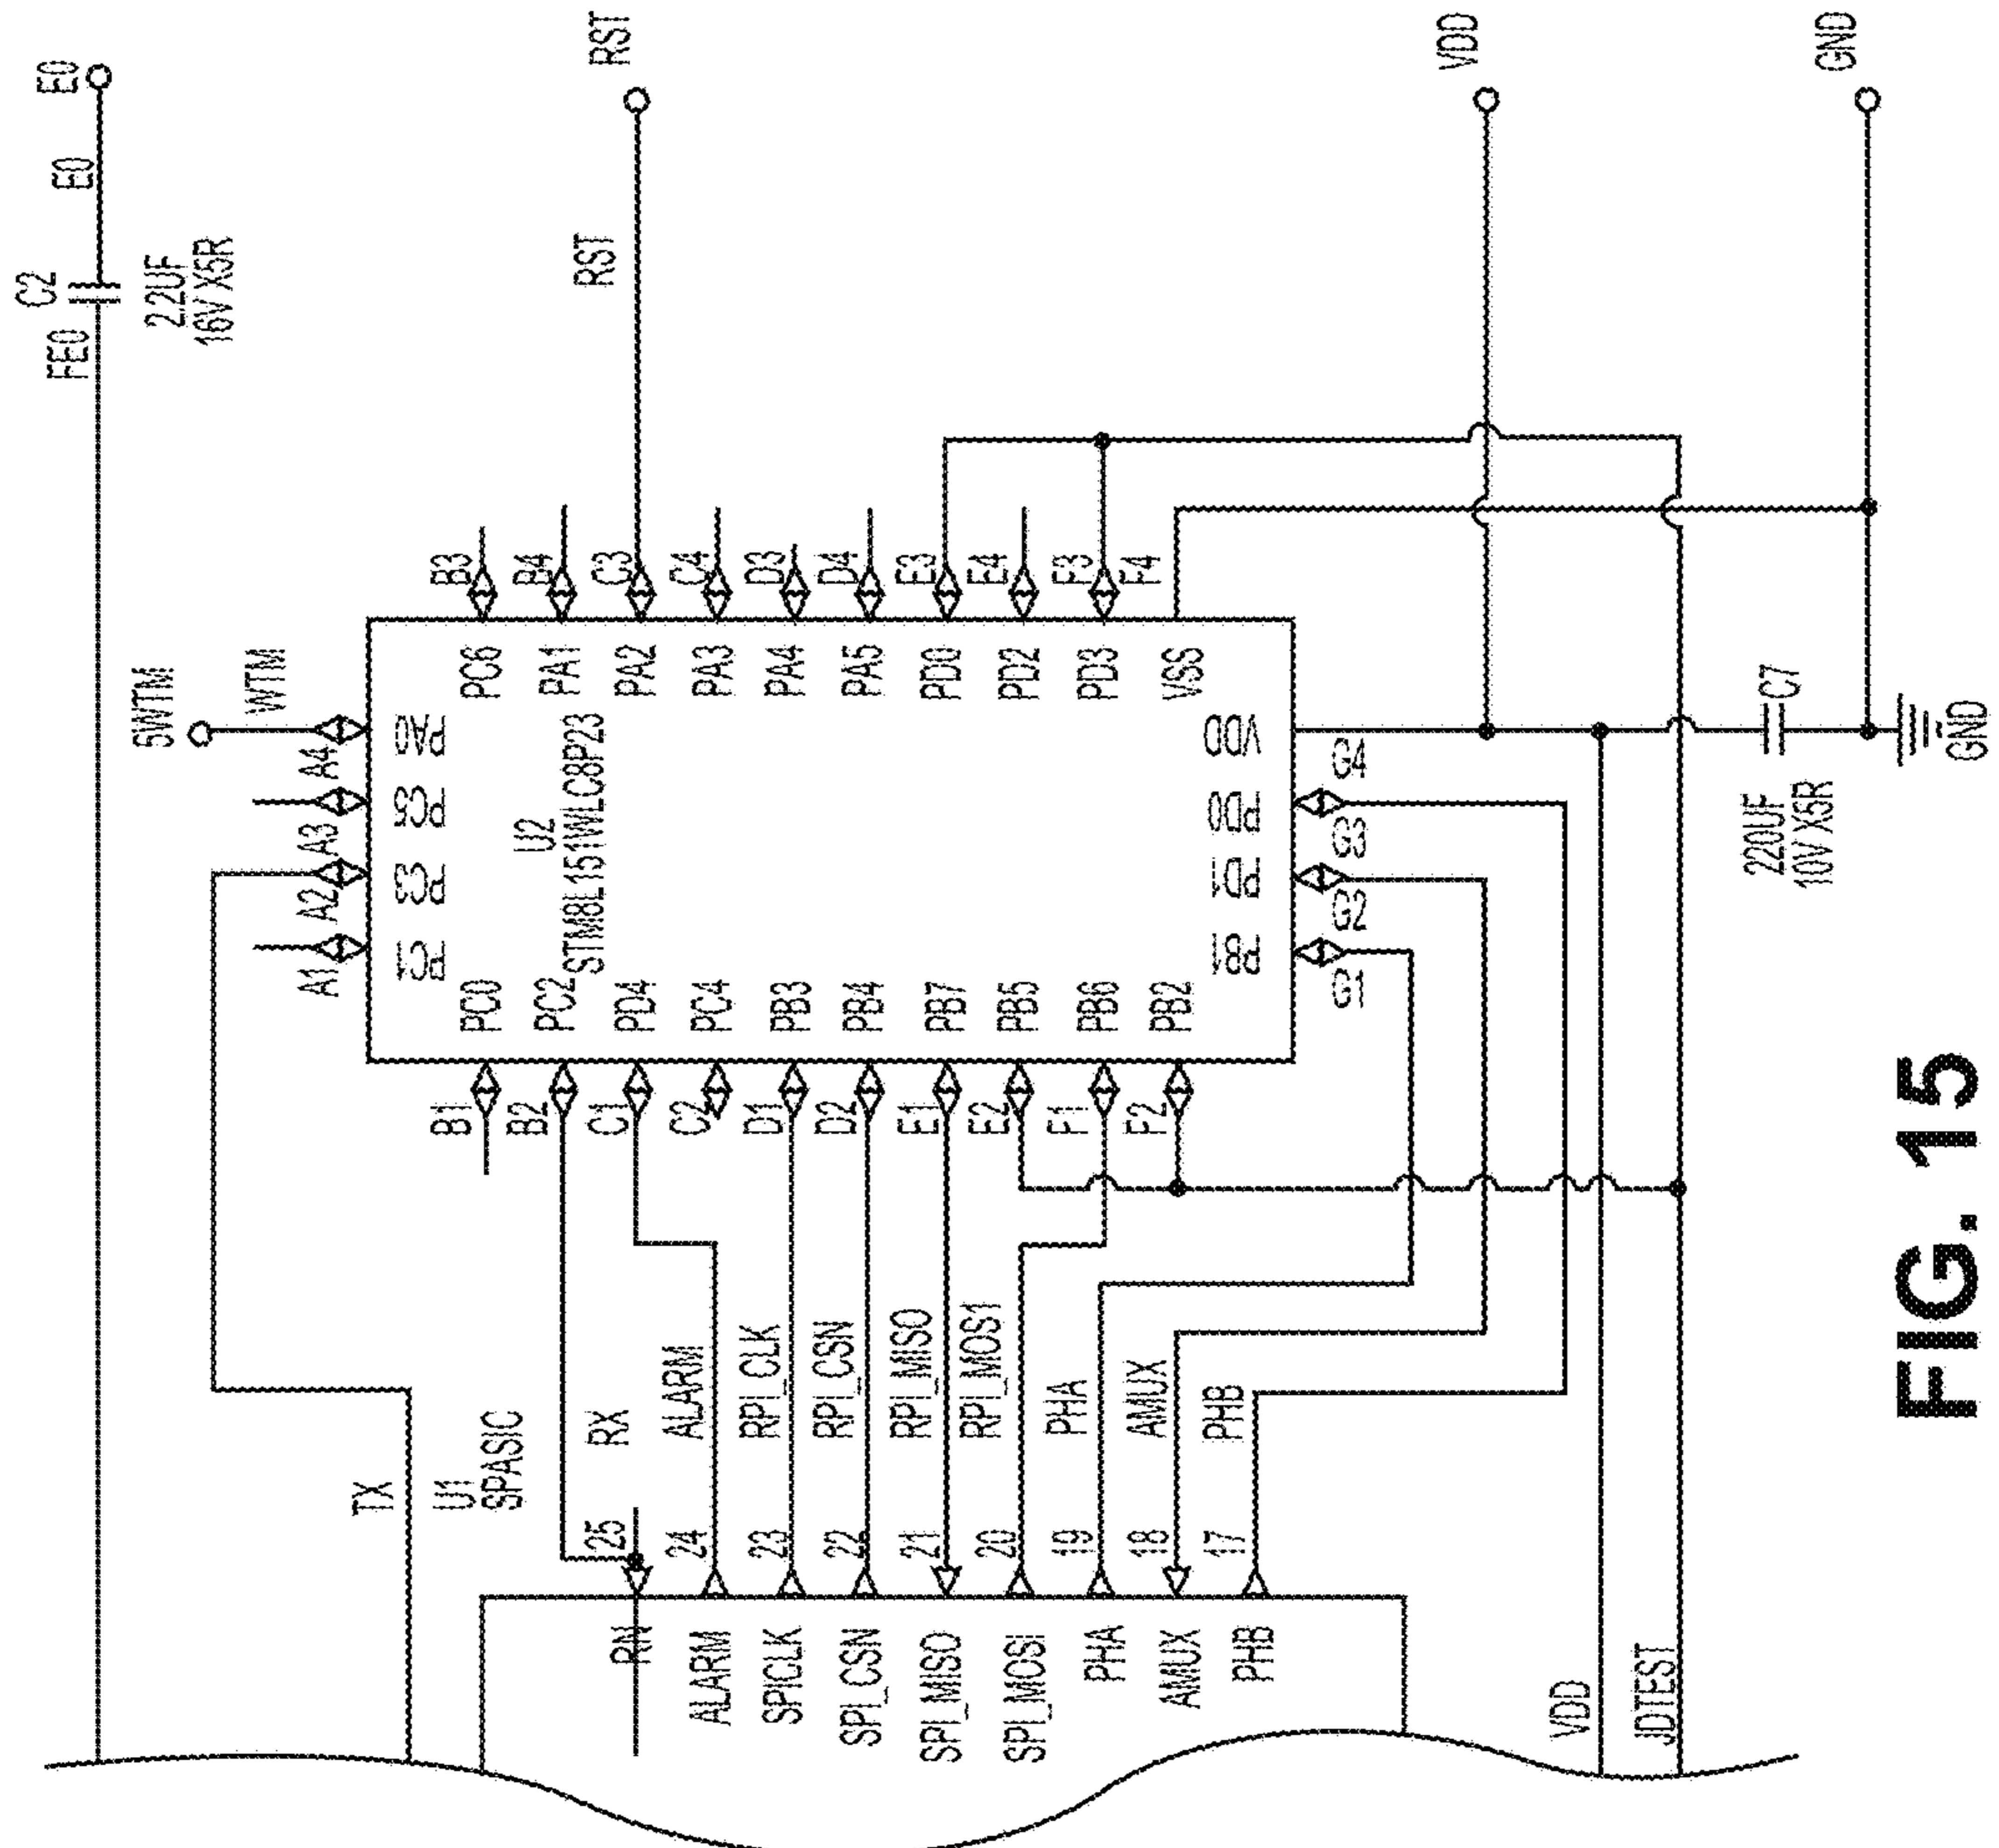 E0
E0
C2
FE0
2.2UF
16V X5R
RST
RST
VDD
GND
5WTM
WTM
A4
A3
A2
A1
PA0
PC5
PC3
PC1
B3
B4
C3
C4
D3
D4
E3
E4
F3
F4
PC6
PA1
PA2
PA3
PA4
PA5
PD0
PD2
PD3
VSS
U2
STM8L151WLC8P23
VDD
PD0
PD1
PB1
G4
G3
G2
G1
PC0
PC2
PD4
PC4
PB3
PB4
PB7
PB5
PB6
PB2
B1
B2
C1
C2
D1
D2
E1
E2
F1
F2
C7
220UF
10V X5R
GND
TX
U1
SPASIC
RX
ALARM
RPI_CLK
RPI_CSN
RPI_MISO
RPI_MOS1
PHA
AMUX
PHB
25
24
23
22
21
20
19
18
17
RN
ALARM
SPICLK
SPI_CSN
SPI_MISO
SPI_MOSI
PHA
AMUX
PHB
VDD
JDTEST
FIG. 15